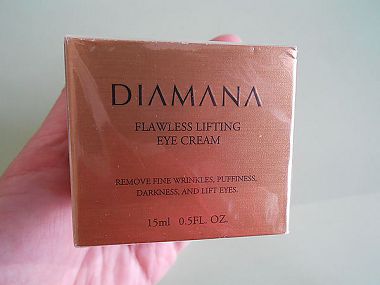 DIAMANA
FLAWLESS LIFTING
EYE CREAM
REMOVE FINE WRINKLES, PUFFINESS,
DARKNESS, AND LIFT EYES.
15ml 0.5FL. OZ.